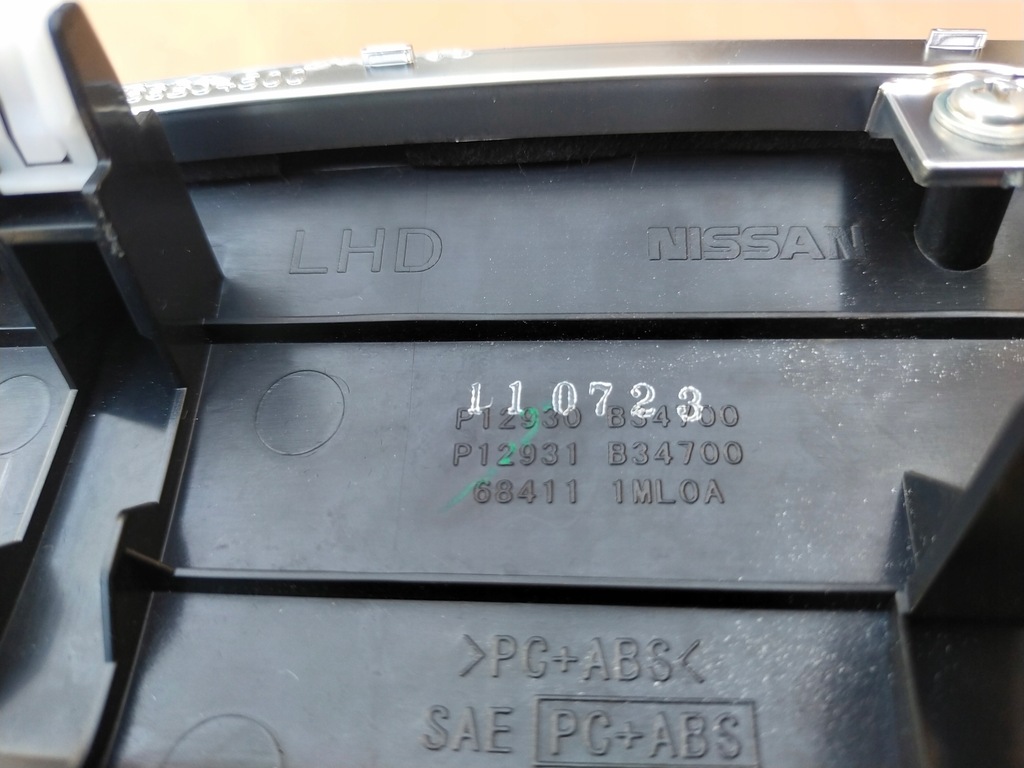 LHD NISSAN
110723
P12930 B34700
P12931 B34700
68411 1ML0A
>PC+ABS<
SAE PC+ABS